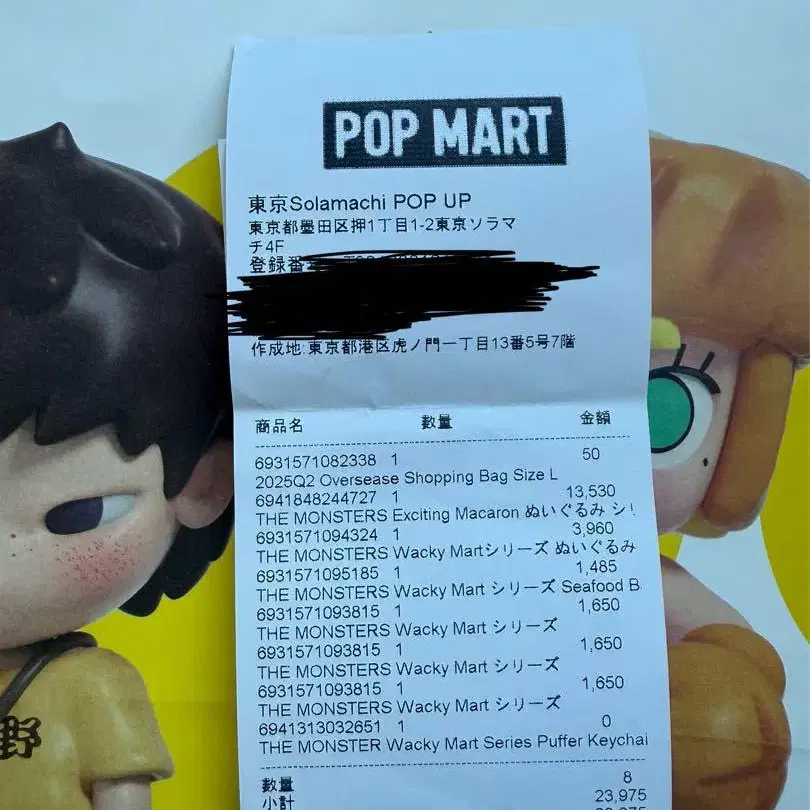 POP MART
東京Solamachi POP UP
東京都墨田区押1丁目1-2東京ソラマ
チ4F
登録番
作成地:東京都港区虎ノ門一丁目13番5号7階
商品名 數量 金額
6931571082338 1 50
2025Q2 Oversease Shopping Bag Size L
6941848244727 1 13,530
THE MONSTERS Exciting Macaron ぬいぐるみ シリ
6931571094324 1 3,960
THE MONSTERS Wacky Martシリーズ ぬいぐるみ
6931571095185 1 1,485
THE MONSTERS Wacky Mart シリーズ Seafood B
6931571093815 1 1,650
THE MONSTERS Wacky Mart シリーズ
6931571093815 1 1,650
THE MONSTERS Wacky Mart シリーズ
6931571093815 1 1,650
THE MONSTERS Wacky Mart シリーズ
6941313032651 1 0
THE MONSTER Wacky Mart Series Puffer Keychai
数量 8
小計 23,975
野